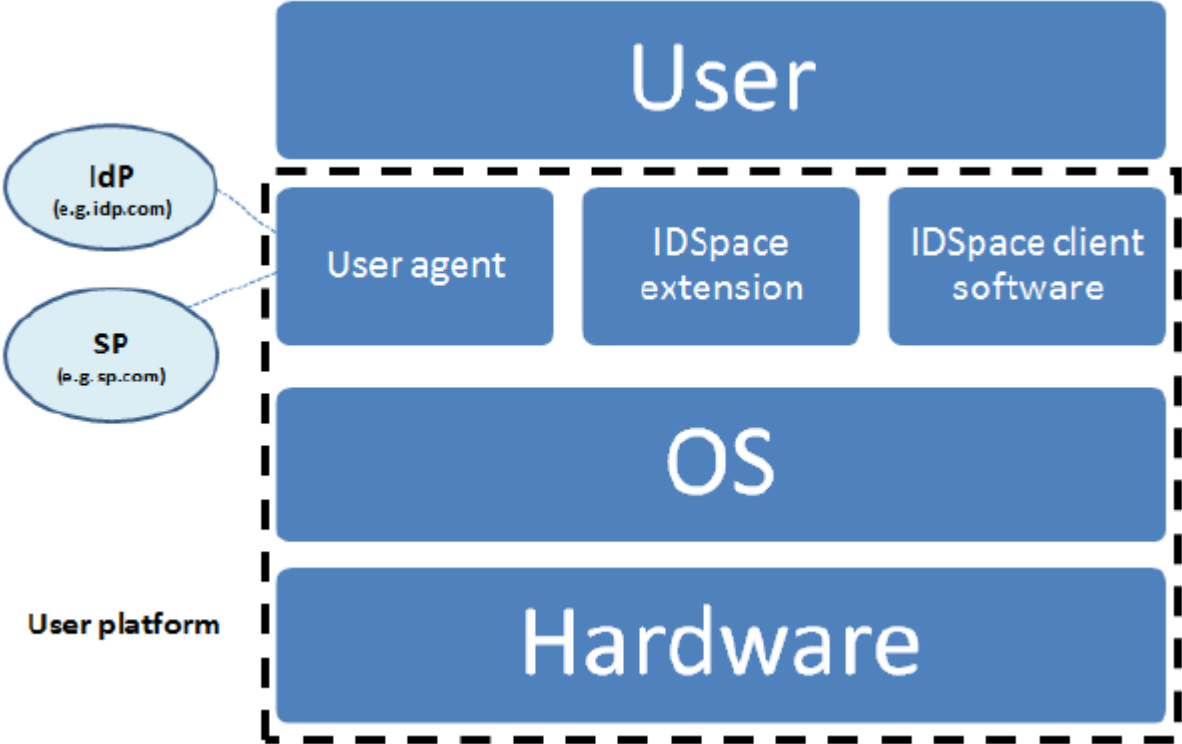 User
IdP
(e.g. idp.com)
User agent
IDSpace
extension
IDSpace client
software
SP
(e.g. sp.com)
OS
User platform
Hardware